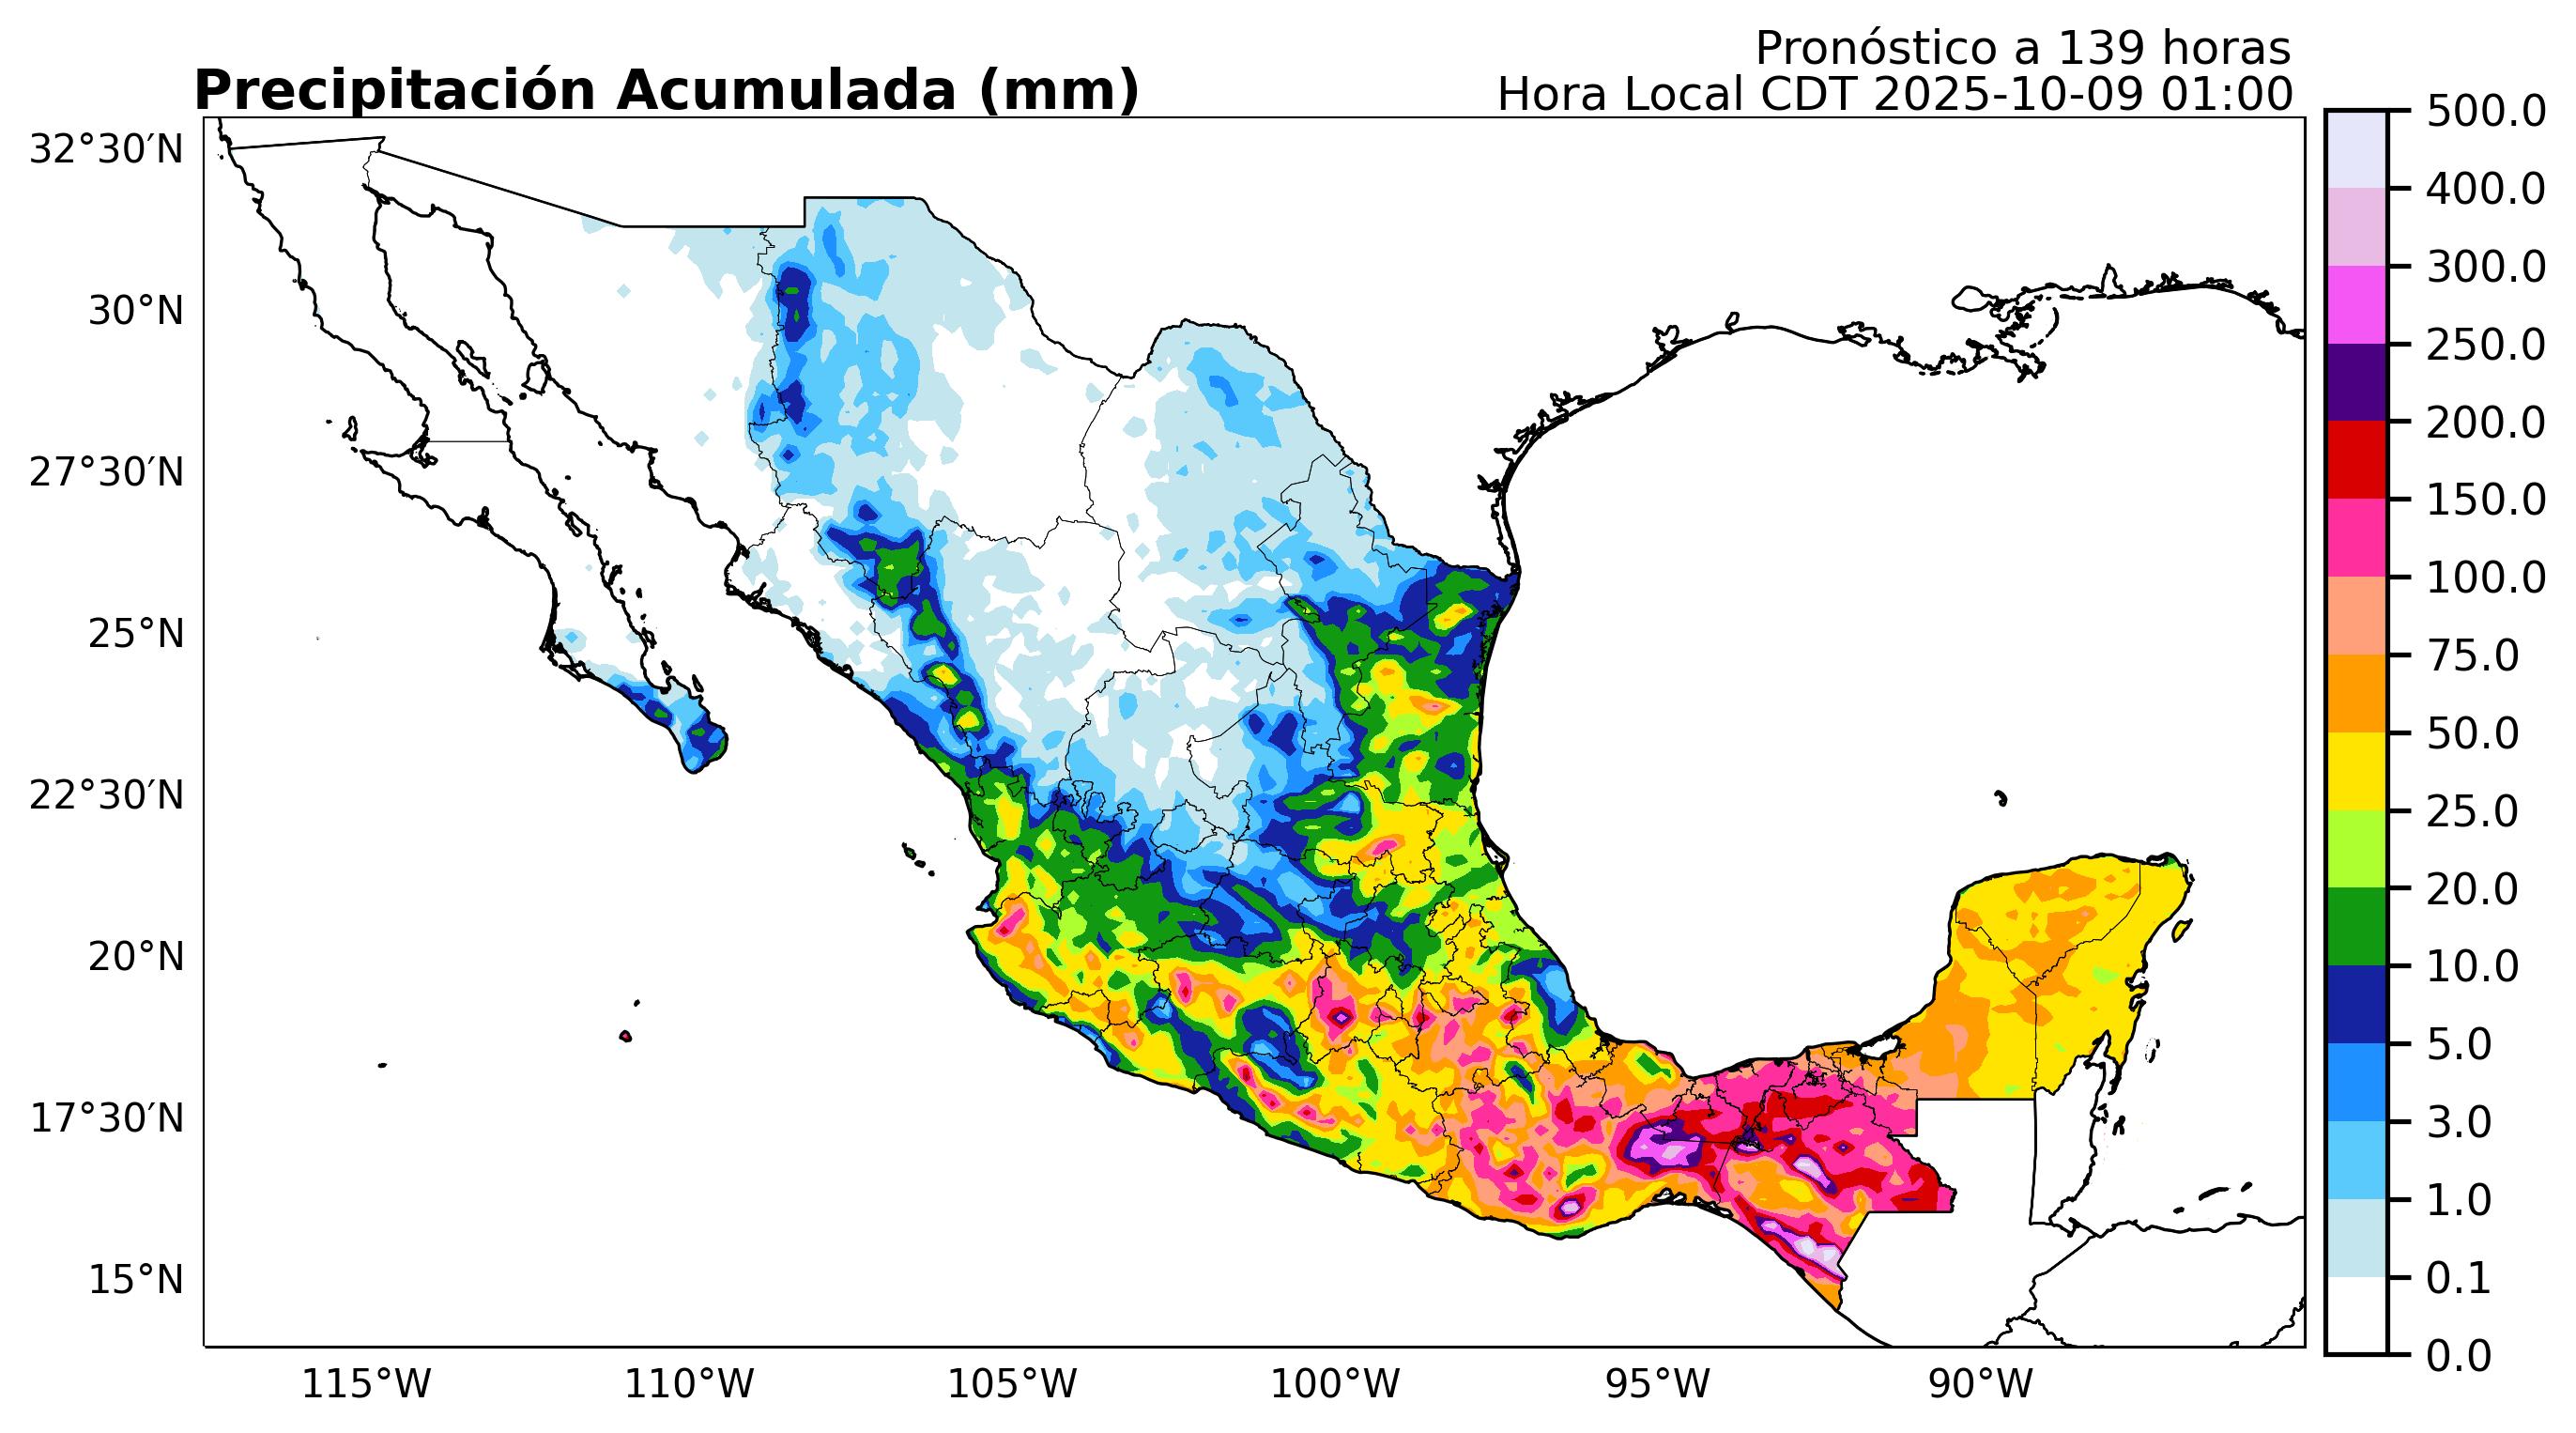 Pronóstico a 139 horas
Precipitación Acumulada (mm)
Hora Local CDT 2025-10-09 01:00
32°30′N
30°N
27°30′N
25°N
22°30′N
20°N
17°30′N
15°N
115°W
110°W
105°W
100°W
95°W
90°W
500.0
400.0
300.0
250.0
200.0
150.0
100.0
75.0
50.0
25.0
20.0
10.0
5.0
3.0
1.0
0.1
0.0